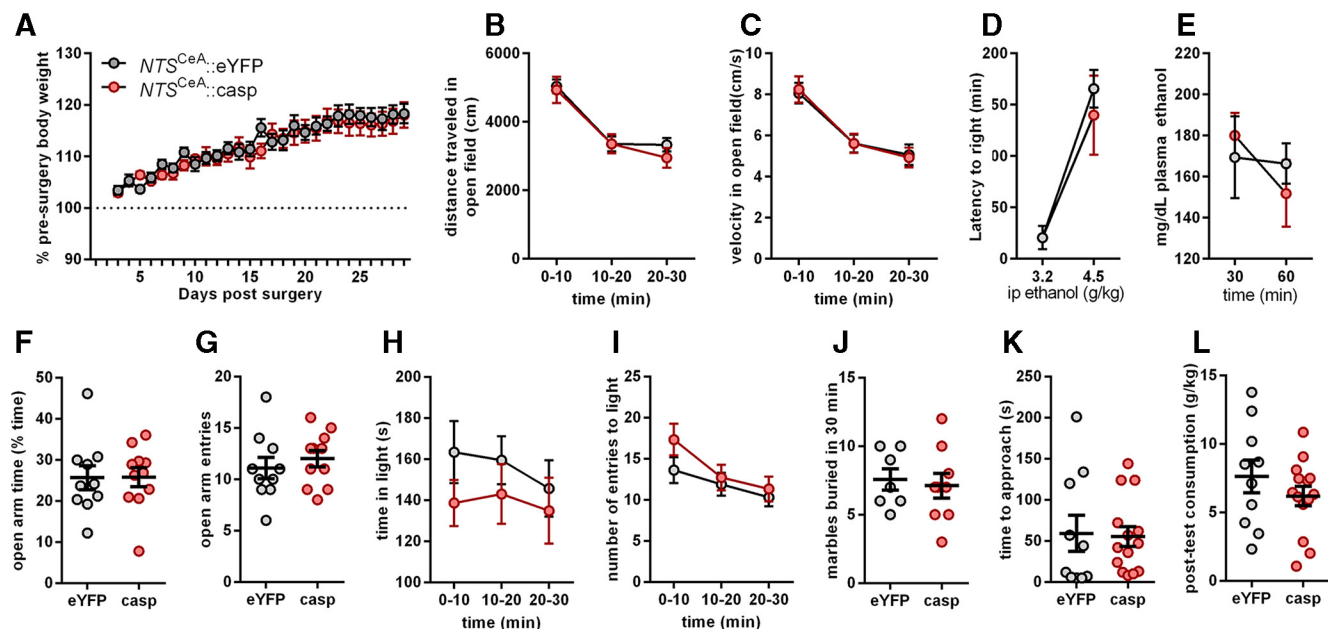 A
% pre-surgery body weight
130
120
110
100
90
NTS^CeA::eYFP
NTS^CeA::casp
5
10
15
20
25
Days post surgery
B
distance traveled in
open field (cm)
6000
4000
2000
0
0-10
10-20
20-30
time (min)
C
velocity in open field(cm/s)
10
8
6
4
2
0
0-10
10-20
20-30
time (min)
D
Latency to right (min)
200
50
00
50
0
3.2
4.5
ip ethanol (g/kg)
E
mg/dL plasma ethanol
220
200
180
160
140
120
30
60
time (min)
F
open arm time (% time)
50
40
30
20
10
0
eYFP
casp
G
open arm entries
20
15
10
5
0
eYFP
casp
H
time in light (s)
200
180
160
140
120
100
0-10
10-20
20-30
time (min)
I
number of entries to light
25
20
15
10
5
0
0-10
10-20
20-30
time (min)
J
marbles buried in 30 min
15
10
5
0
eYFP
casp
K
time to approach (s)
250
200
150
100
50
0
eYFP
casp
L
post-test consumption (g/kg)
15
10
5
0
eYFP
casp